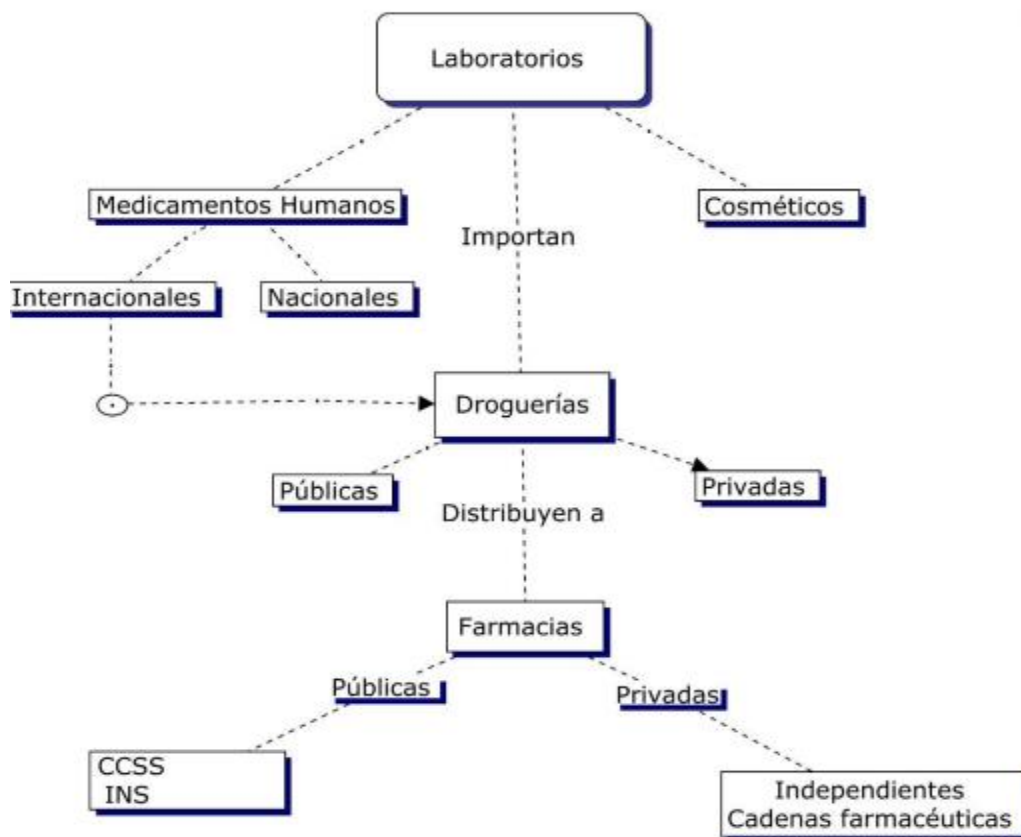 Laboratorios
Medicamentos Humanos
Cosméticos
Importan
Internacionales
Nacionales
Droguerías
Públicas
Privadas
Distribuyen a
Farmacias
Públicas
Privadas
CCSS
INS
Independientes
Cadenas farmacéuticas